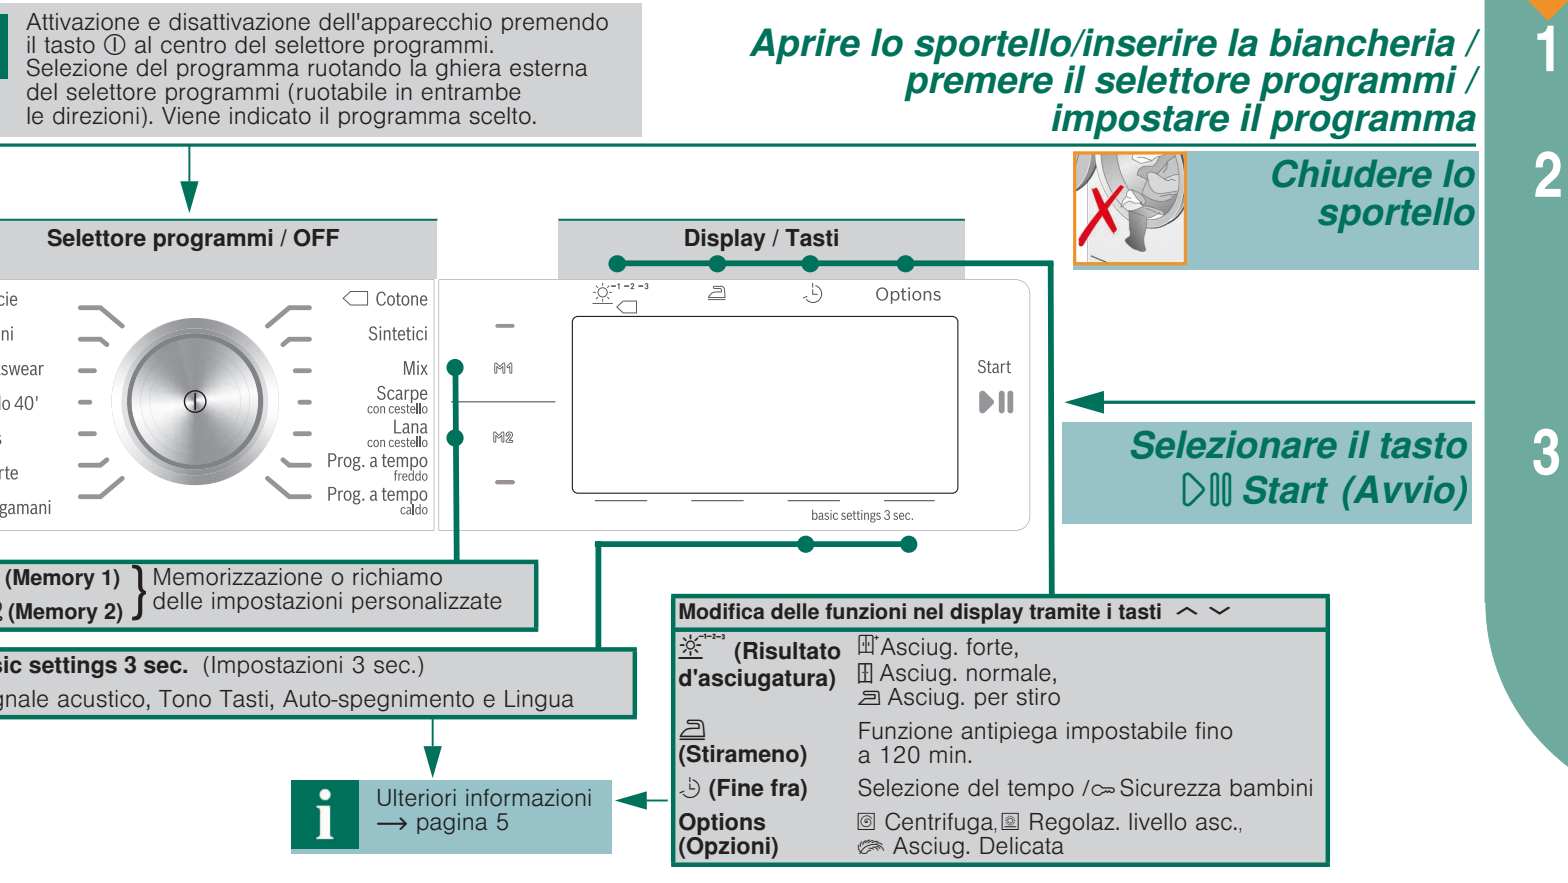 Attivazione e disattivazione dell'apparecchio premendo
il tasto al centro del selettore programmi.
Selezione del programma ruotando la ghiera esterna
del selettore programmi (ruotabile in entrambe
le direzioni). Viene indicato il programma scelto.
Aprire lo sportello/inserire la biancheria /
premere il selettore programmi /
impostare il programma
1
Chiudere lo
sportello
2
Selettore programmi / OFF
Display / Tasti
Cotone
Sintetici
Mix
Scarpe
con cestello
Lana
con cestello
Prog. a tempo
freddo
Prog. a tempo
caldo
swear
40'
M1
M2
-1 -2 -3
Options
basic settings 3 sec.
Start
Selezionare il tasto
Start (Avvio)
3
(Memory 1)
(Memory 2)
Memorizzazione o richiamo
delle impostazioni personalizzate
settings 3 sec. (Impostazioni 3 sec.)
acustico, Tono Tasti, Auto-spegnimento e Lingua
i
Ulteriori informazioni
→ pagina 5
Modifica delle funzioni nel display tramite i tasti
-1-2-3 (Risultato
d'asciugatura)
Asciug. forte,
Asciug. normale,
Asciug. per stiro
(Stirameno)
Funzione antipiega impostabile fino
a 120 min.
(Fine fra)
Selezione del tempo / Sicurezza bambini
Options
(Opzioni)
Centrifuga, Regolaz. livello asc.,
Asciug. Delicata